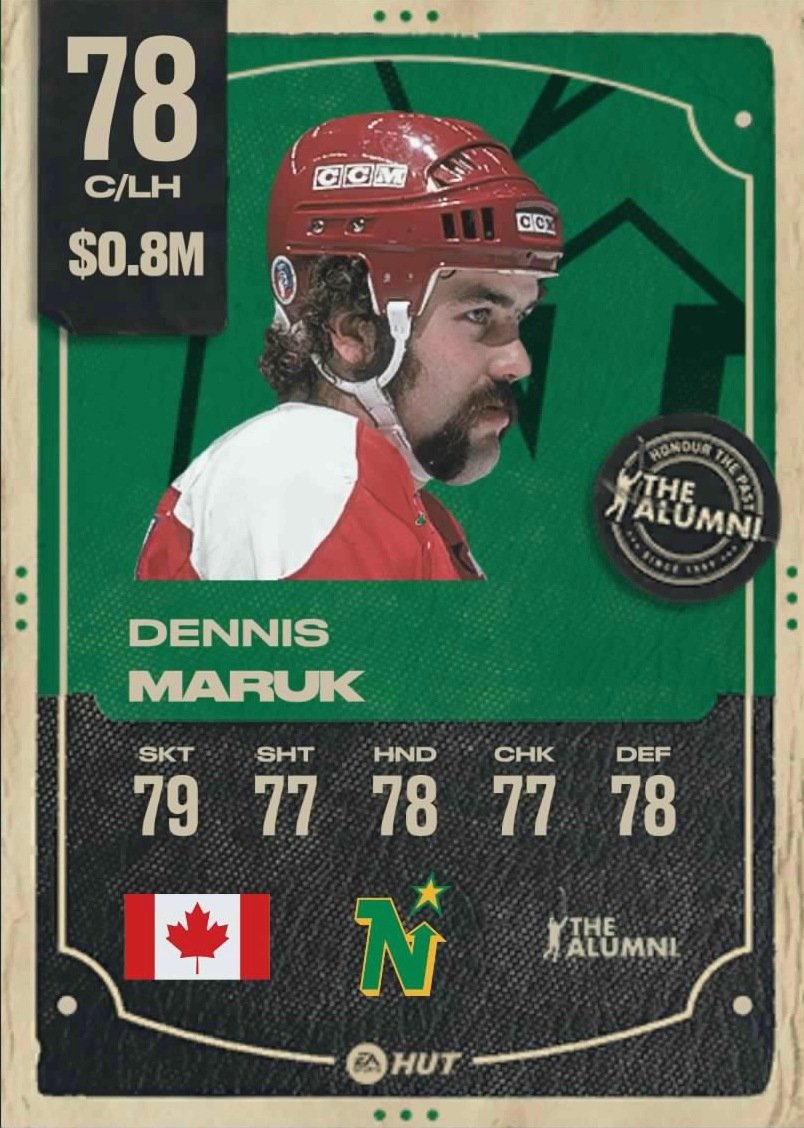 78
C/LH
$0.8M
CCM
CCM
HONOUR THE PAST
THE
ALUMNI
DENNIS
MARUK
SKT SHT HND CHK DEF
79 77 78 77 78
N
THE
ALUMNI
EA
HUT